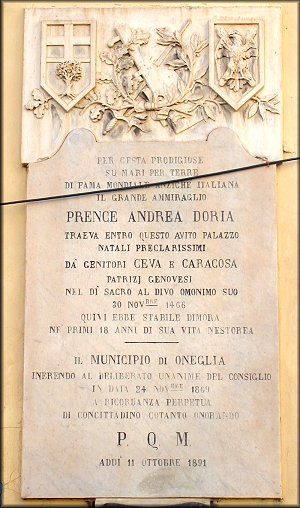 PER GESTA PRODIGIOSE
SU MARI PER TERRE
DI FAMA MONDIALE ANZICHE ITALIANA
IL GRANDE AMMIRAGLIO
PRENCE ANDREA DORIA
TRAEVA ENTRO QUESTO AVITO PALAZZO
NATALI PRECLARISSIMI
DA' GENITORI CEVA E CARACOSA
PATRIZJ GENOVESI
NEL DÌ SACRO AL DIVO OMONIMO SUO
30 NOVBRE 1466
QUIVI EBBE STABILE DIMORA
NE PRIMI 18 ANNI DI SUA VITA NESTOREA
IL MUNICIPIO DI ONEGLIA
INERENDO AL DELIBERATO UNANIME DEL CONSIGLIO
IN DATA 24 NOVBRE 1869
A RICORDANZA PERPETUA
DI CONCITTADINO COTANTO ONORANDO
P. Q. M.
ADDÌ 11 OTTOBRE 1891